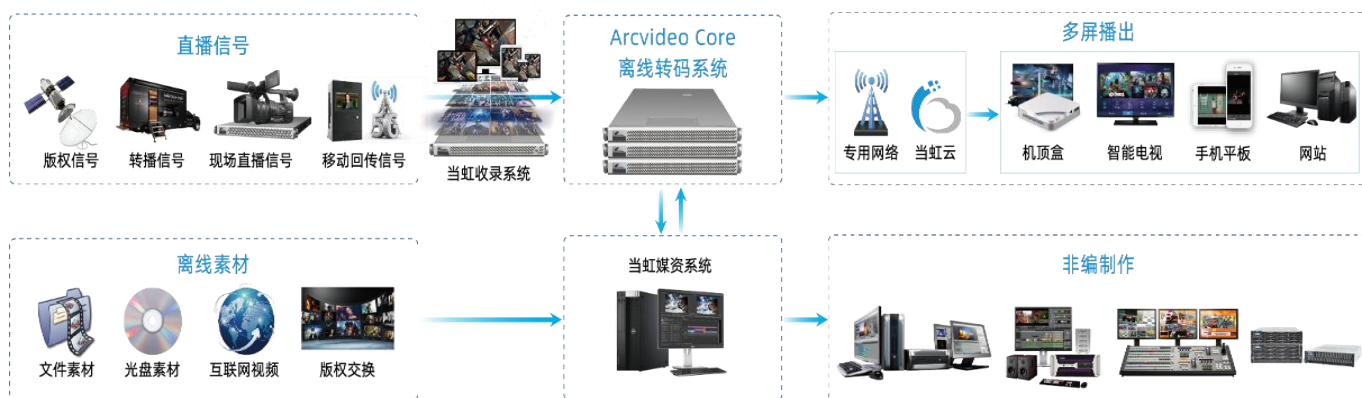 直播信号
版权信号
转播信号
现场直播信号
移动回传信号
当虹收录系统
Arcvideo Core
离线转码系统
多屏播出
专用网络
当虹云
机顶盒
智能电视
手机平板
网站
离线素材
文件素材
光盘素材
互联网视频
版权交换
当虹媒资系统
非编制作